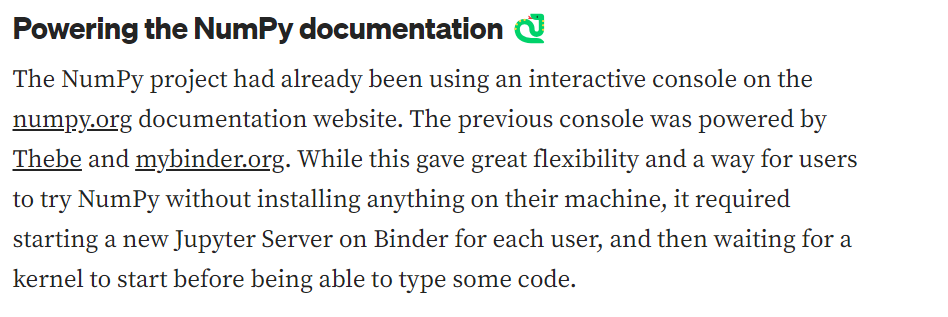 Powering the NumPy documentation 🐉
The NumPy project had already been using an interactive console on the
numpy.org documentation website. The previous console was powered by
Thebe and mybinder.org. While this gave great flexibility and a way for users
to try NumPy without installing anything on their machine, it required
starting a new Jupyter Server on Binder for each user, and then waiting for a
kernel to start before being able to type some code.